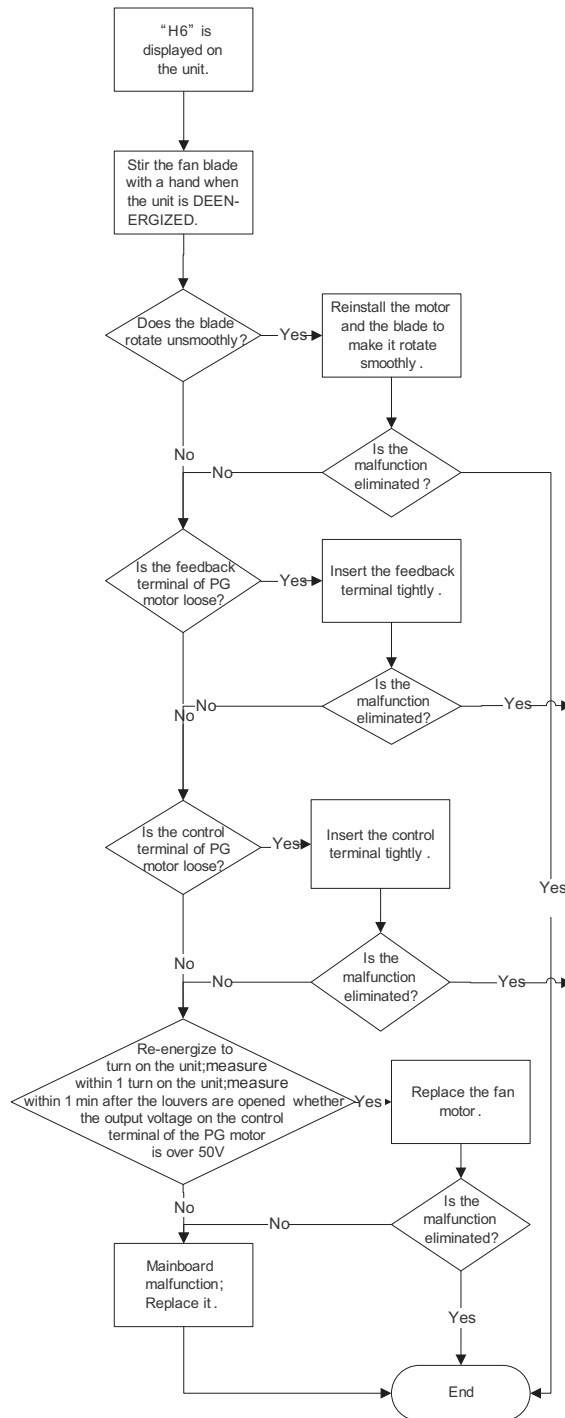 “H6” is
displayed on
the unit.
Stir the fan blade
with a hand when
the unit is DEEN-
ERGIZED.
Does the blade
rotate unsmoothly?
Yes
Reinstall the motor
and the blade to
make it rotate
smoothly .
No
Is the
malfunction
eliminated ?
No
Is the feedback
terminal of PG
motor loose?
Yes
Insert the feedback
terminal tightly .
Is the
malfunction
eliminated?
No
Yes
No
Is the control
terminal of PG
motor loose?
Yes
Insert the control
terminal tightly .
Yes
No
Is the
malfunction
eliminated?
No
Yes
Re-energize to
turn on the unit;measure
within 1 turn on the unit;measure
within 1 min after the louvers are opened whether
the output voltage on the control
terminal of the PG motor
is over 50V
Yes
Replace the fan
motor .
No
Is the
malfunction
eliminated?
No
Mainboard
malfunction;
Replace it .
Yes
End